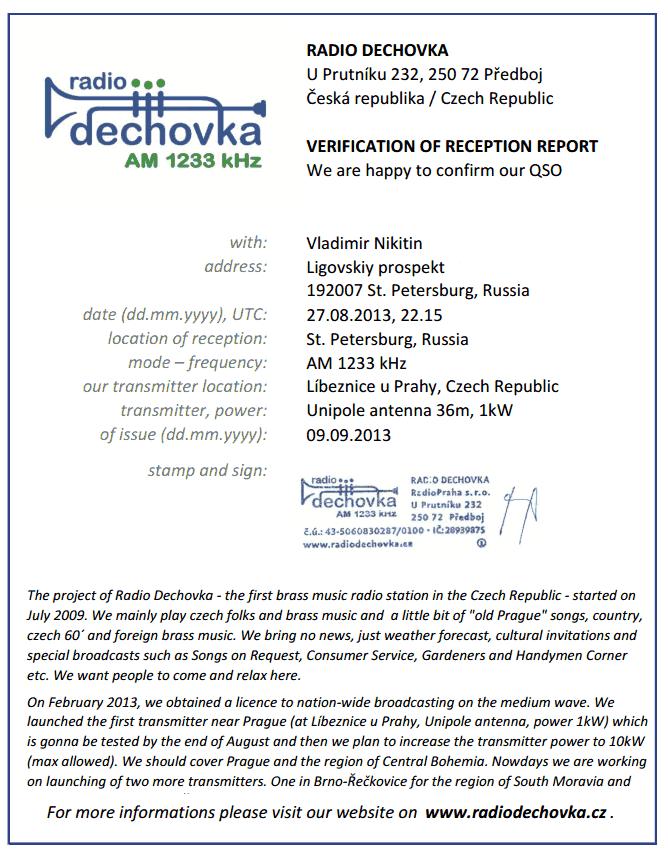 radio
dechovka
AM 1233 kHz
RADIO DECHOVKA
U Prutníku 232, 250 72 Předboj
Česká republika / Czech Republic
VERIFICATION OF RECEPTION REPORT
We are happy to confirm our QSO
with: Vladimir Nikitin
address: Ligovskiy prospekt
192007 St. Petersburg, Russia
date (dd.mm.yyyy), UTC: 27.08.2013, 22.15
location of reception: St. Petersburg, Russia
mode – frequency: AM 1233 kHz
our transmitter location: Líbeznice u Prahy, Czech Republic
transmitter, power: Unipole antenna 36m, 1kW
of issue (dd.mm.yyyy): 09.09.2013
stamp and sign:
radio
dechovka
AM 1233 kHz
RADIO DECHOVKA
RadioPraha s.r.o.
U Prutníku 232
250 72 Předboj
č.ú.: 43-5060830287/0100 · IČ:28939875
www.radiodechovka.cz
The project of Radio Dechovka - the first brass music radio station in the Czech Republic - started on
July 2009. We mainly play czech folks and brass music and a little bit of "old Prague" songs, country,
czech 60´ and foreign brass music. We bring no news, just weather forecast, cultural invitations and
special broadcasts such as Songs on Request, Consumer Service, Gardeners and Handymen Corner
etc. We want people to come and relax here.
On February 2013, we obtained a licence to nation-wide broadcasting on the medium wave. We
launched the first transmitter near Prague (at Líbeznice u Prahy, Unipole antenna, power 1kW) which
is gonna be tested by the end of August and then we plan to increase the transmitter power to 10kW
(max allowed). We should cover Prague and the region of Central Bohemia. Nowdays we are working
on launching of two more transmitters. One in Brno-Řečkovice for the region of South Moravia and
For more informations please visit our website on www.radiodechovka.cz .